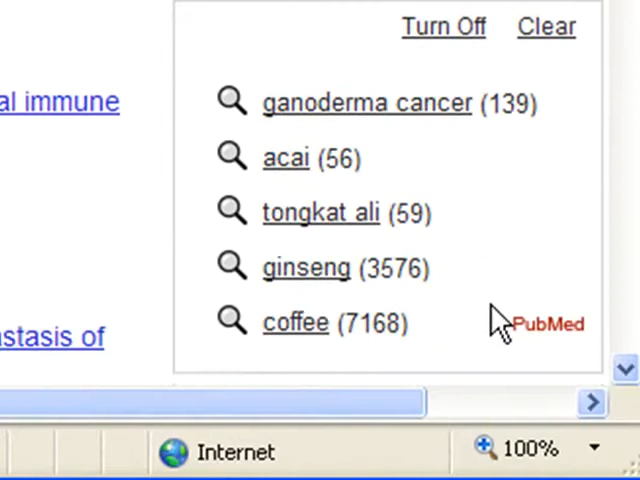 Turn Off Clear
al immune
ganoderma cancer (139)
acai (56)
tongkat ali (59)
ginseng (3576)
coffee (7168)
PubMed
astasis of
Internet
100%